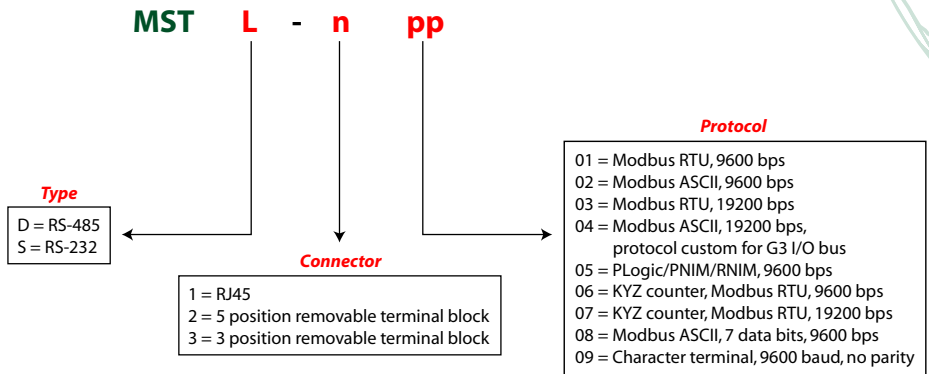 MST L - n pp
Type
D = RS-485
S = RS-232
Connector
1 = RJ45
2 = 5 position removable terminal block
3 = 3 position removable terminal block
Protocol
01 = Modbus RTU, 9600 bps
02 = Modbus ASCII, 9600 bps
03 = Modbus RTU, 19200 bps
04 = Modbus ASCII, 19200 bps,
protocol custom for G3 I/O bus
05 = PLogic/PNIM/RNIM, 9600 bps
06 = KYZ counter, Modbus RTU, 9600 bps
07 = KYZ counter, Modbus RTU, 19200 bps
08 = Modbus ASCII, 7 data bits, 9600 bps
09 = Character terminal, 9600 baud, no parity